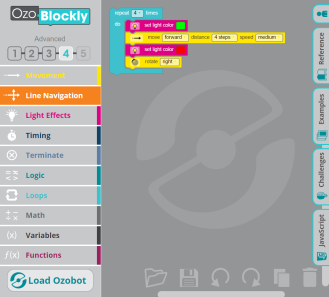 Ozo
Blockly
Advanced
1 2 3 4 5
Movement
Line Navigation
Light Effects
Timing
Terminate
Logic
Loops
Math
(x) Variables
f(x) Functions
Load Ozobot
repeat 4 times
do
set light color
move forward distance 4 steps speed medium
set light color
rotate right
Reference
Examples
Challenges
JavaScript